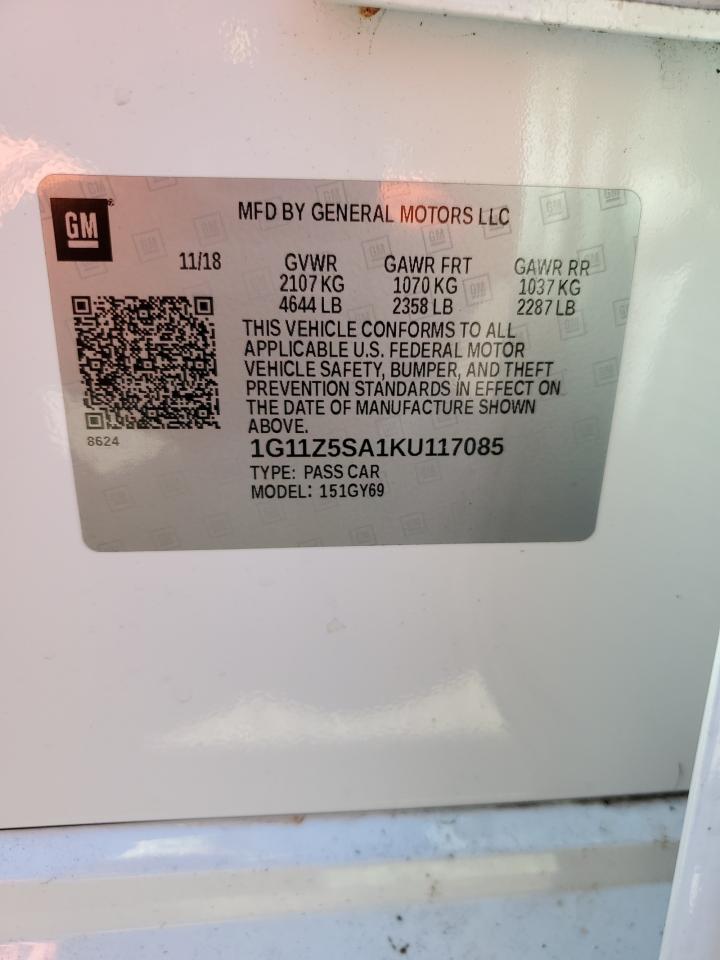 GM
MFD BY GENERAL MOTORS LLC
11/18 GVWR GAWR FRT GAWR RR
2107 KG 1070 KG 1037 KG
4644 LB 2358 LB 2287 LB
THIS VEHICLE CONFORMS TO ALL
APPLICABLE U.S. FEDERAL MOTOR
VEHICLE SAFETY, BUMPER, AND THEFT
PREVENTION STANDARDS IN EFFECT ON
THE DATE OF MANUFACTURE SHOWN
ABOVE.
8624
1G11Z5SA1KU117085
TYPE: PASS CAR
MODEL: 151GY69